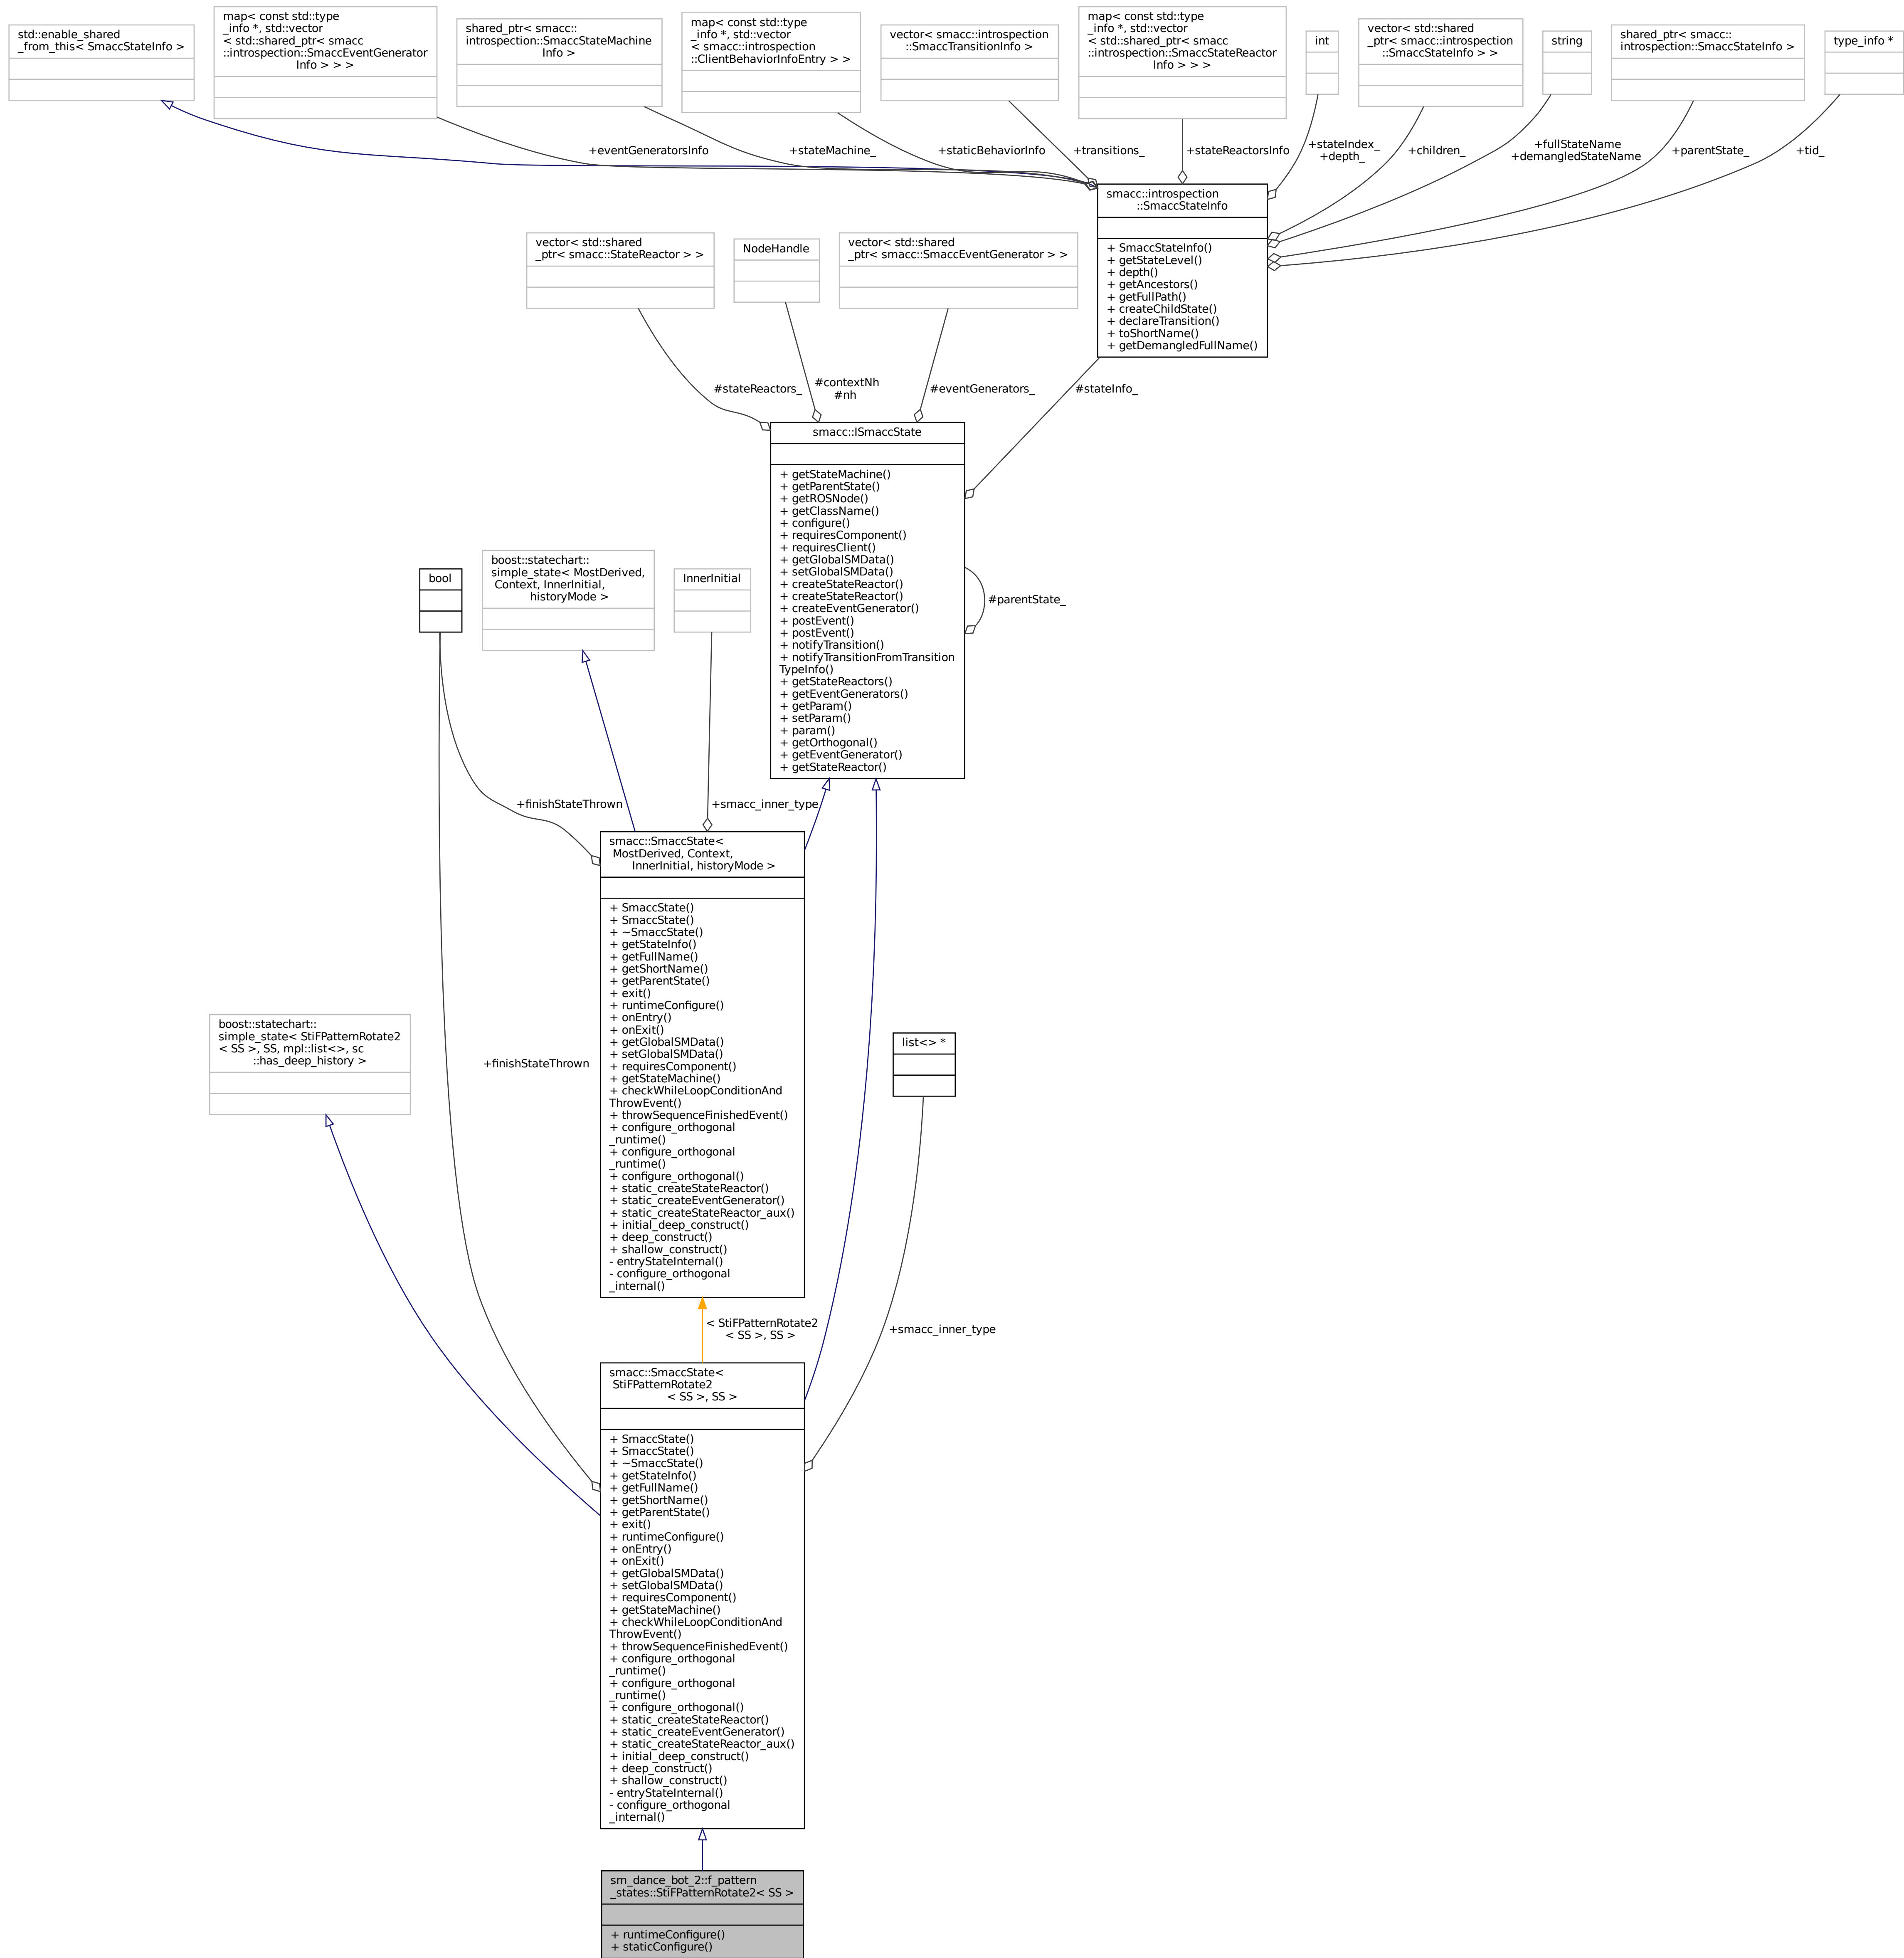 std::enable_shared
_from_this< SmaccStateInfo >
map< const std::type
_info *, std::vector
< std::shared_ptr< smacc
::introspection::SmaccEventGenerator
Info > > >
shared_ptr< smacc::
introspection::SmaccStateMachine
Info >
map< const std::type
_info *, std::vector
< smacc::introspection
::ClientBehaviorInfoEntry > >
vector< smacc::introspection
::SmaccTransitionInfo >
map< const std::type
_info *, std::vector
< std::shared_ptr< smacc
::introspection::SmaccStateReactor
Info > > >
int
vector< std::shared
_ptr< smacc::introspection
::SmaccStateInfo > >
string
shared_ptr< smacc::
introspection::SmaccStateInfo >
type_info *
+eventGeneratorsInfo
+stateMachine_
+staticBehaviorInfo
+transitions_
+stateReactorsInfo
+stateIndex_
+depth_
+children_
+fullStateName
+demangledStateName
+parentState_
+tid_
smacc::introspection
::SmaccStateInfo
+ SmaccStateInfo()
+ getStateLevel()
+ depth()
+ getAncestors()
+ getFullPath()
+ createChildState()
+ declareTransition()
+ toShortName()
+ getDemangledFullName()
vector< std::shared
_ptr< smacc::StateReactor > >
NodeHandle
vector< std::shared
_ptr< smacc::SmaccEventGenerator > >
#stateReactors_
#contextNh
#nh
#eventGenerators_
#stateInfo_
smacc::ISmaccState
+ getStateMachine()
+ getParentState()
+ getROSNode()
+ getClassName()
+ configure()
+ requiresComponent()
+ requiresClient()
+ getGlobalSMData()
+ setGlobalSMData()
+ createStateReactor()
+ createStateReactor()
+ createEventGenerator()
+ postEvent()
+ postEvent()
+ notifyTransition()
+ notifyTransitionFromTransition
TypeInfo()
+ getStateReactors()
+ getEventGenerators()
+ getParam()
+ setParam()
+ param()
+ getOrthogonal()
+ getEventGenerator()
+ getStateReactor()
#parentState_
bool
boost::statechart::
simple_state< MostDerived,
Context, InnerInitial,
historyMode >
InnerInitial
+finishStateThrown
+smacc_inner_type
smacc::SmaccState<
MostDerived, Context,
InnerInitial, historyMode >
+ SmaccState()
+ SmaccState()
+ ~SmaccState()
+ getStateInfo()
+ getFullName()
+ getShortName()
+ getParentState()
+ exit()
+ runtimeConfigure()
+ onEntry()
+ onExit()
+ getGlobalSMData()
+ setGlobalSMData()
+ requiresComponent()
+ getStateMachine()
+ checkWhileLoopConditionAnd
ThrowEvent()
+ throwSequenceFinishedEvent()
+ configure_orthogonal
_runtime()
+ configure_orthogonal
_runtime()
+ configure_orthogonal()
+ static_createStateReactor()
+ static_createEventGenerator()
+ static_createStateReactor_aux()
+ initial_deep_construct()
+ deep_construct()
+ shallow_construct()
- entryStateInternal()
- configure_orthogonal
_internal()
boost::statechart::
simple_state< StiFPatternRotate2
< SS >, SS, mpl::list<>, sc
::has_deep_history >
+finishStateThrown
list<> *
< StiFPatternRotate2
< SS >, SS >
+smacc_inner_type
smacc::SmaccState<
StiFPatternRotate2
< SS >, SS >
+ SmaccState()
+ SmaccState()
+ ~SmaccState()
+ getStateInfo()
+ getFullName()
+ getShortName()
+ getParentState()
+ exit()
+ runtimeConfigure()
+ onEntry()
+ onExit()
+ getGlobalSMData()
+ setGlobalSMData()
+ requiresComponent()
+ getStateMachine()
+ checkWhileLoopConditionAnd
ThrowEvent()
+ throwSequenceFinishedEvent()
+ configure_orthogonal
_runtime()
+ configure_orthogonal
_runtime()
+ configure_orthogonal()
+ static_createStateReactor()
+ static_createEventGenerator()
+ static_createStateReactor_aux()
+ initial_deep_construct()
+ deep_construct()
+ shallow_construct()
- entryStateInternal()
- configure_orthogonal
_internal()
sm_dance_bot_2::f_pattern
_states::StiFPatternRotate2< SS >
+ runtimeConfigure()
+ staticConfigure()